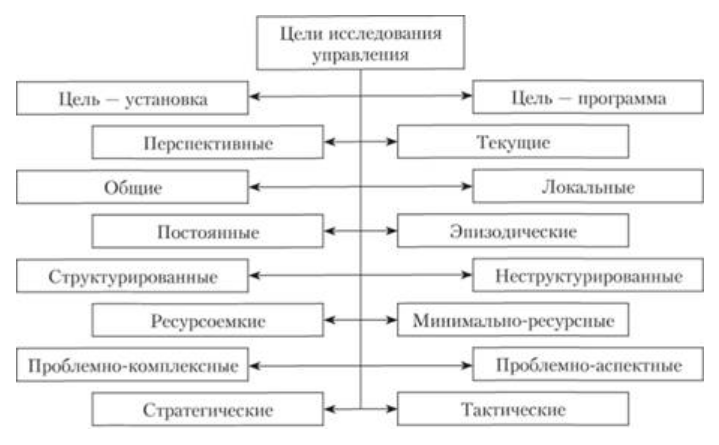 Цели исследования
управления
Цель — установка
Цель — программа
Перспективные
Текущие
Общие
Локальные
Постоянные
Эпизодические
Структурированные
Неструктурированные
Ресурсоемкие
Минимально-ресурсные
Проблемно-комплексные
Проблемно-аспектные
Стратегические
Тактические